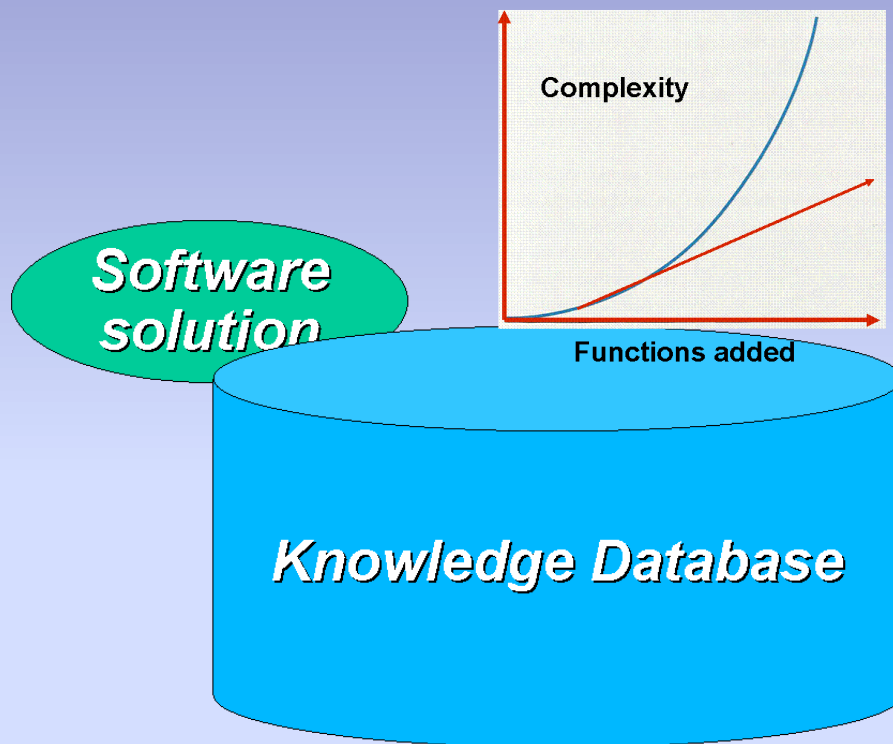 Complexity
Software
solution
Functions added
Knowledge Database